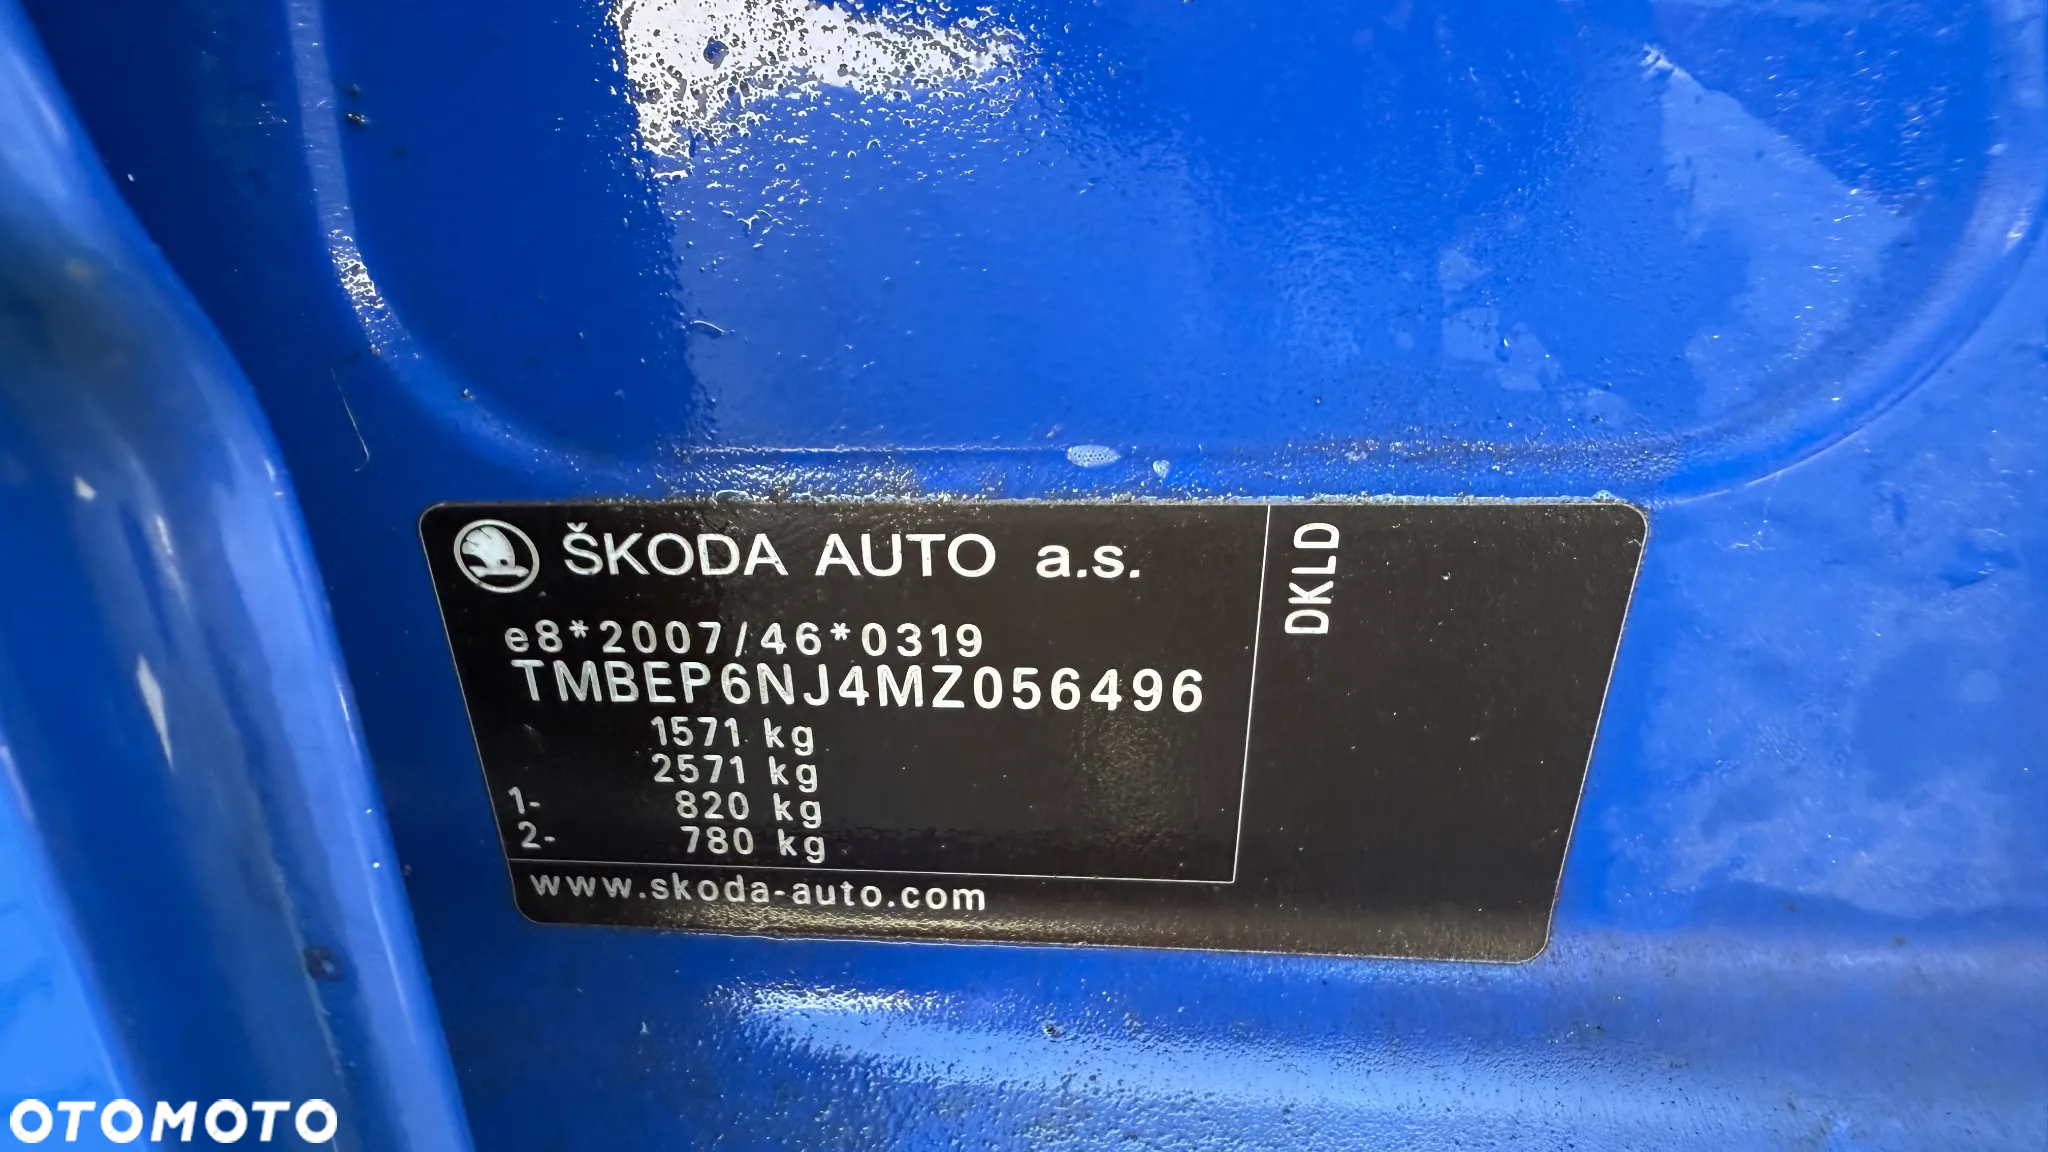 ŠKODA AUTO a.s.
DKLD
e8*2007/46*0319
TMBEP6NJ4MZ056496
1571 kg
2571 kg
1- 820 kg
2- 780 kg
www.skoda-auto.com
OTOMOTO